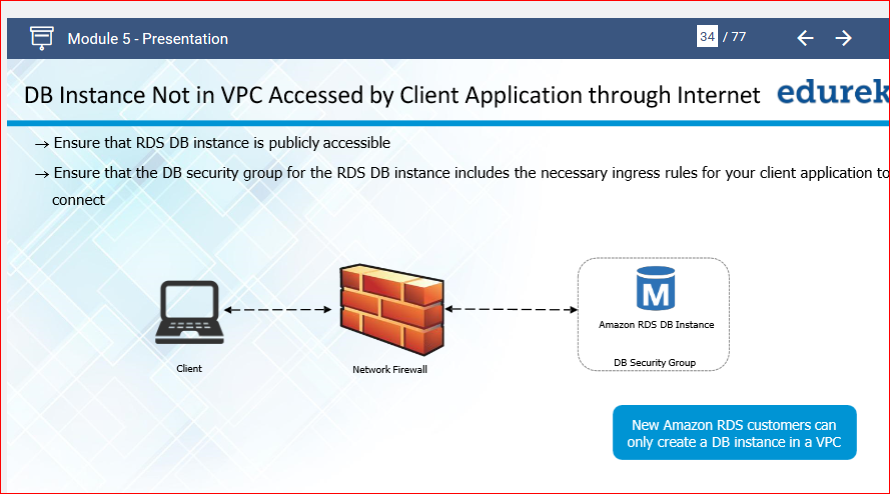 Module 5 - Presentation
34 / 77
DB Instance Not in VPC Accessed by Client Application through Internet
edurek
→ Ensure that RDS DB instance is publicly accessible
→ Ensure that the DB security group for the RDS DB instance includes the necessary ingress rules for your client application to
connect
M
Amazon RDS DB Instance
Client
Network Firewall
DB Security Group
New Amazon RDS customers can
only create a DB instance in a VPC